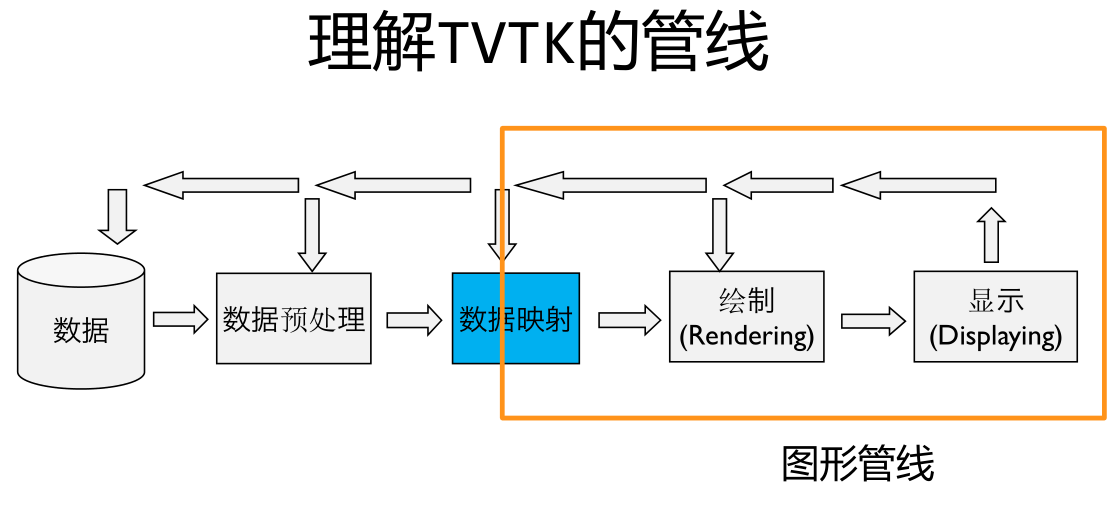 理解TVTK的管线
数据
数据预处理
数据映射
绘制
(Rendering)
显示
(Displaying)
图形管线